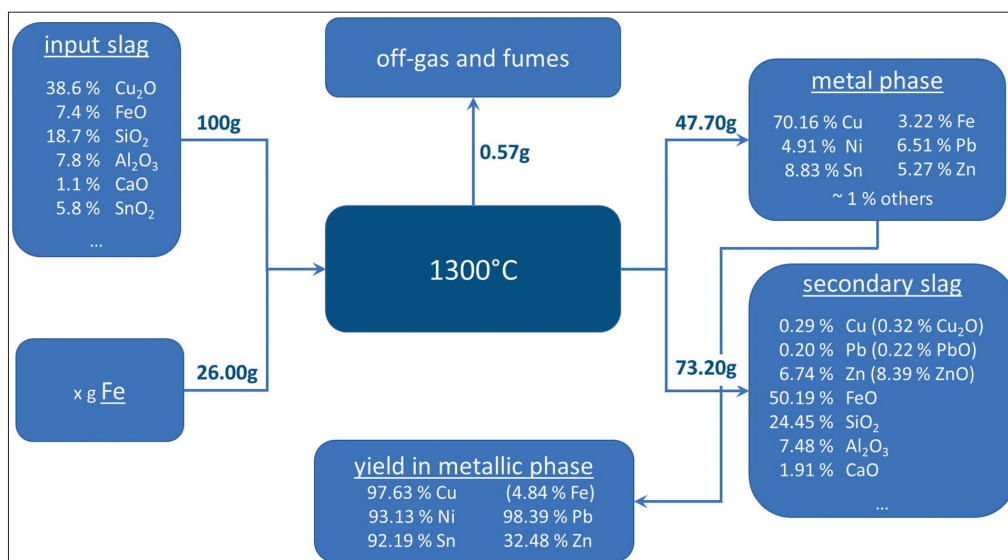 input slag
38.6 % Cu₂O
7.4 % FeO
18.7 % SiO₂
7.8 % Al₂O₃
1.1 % CaO
5.8 % SnO₂
...
100g
x g Fe
26.00g
off-gas and fumes
0.57g
1300°C
47.70g
metal phase
70.16 % Cu 3.22 % Fe
4.91 % Ni 6.51 % Pb
8.83 % Sn 5.27 % Zn
~ 1 % others
73.20g
secondary slag
0.29 % Cu (0.32 % Cu₂O)
0.20 % Pb (0.22 % PbO)
6.74 % Zn (8.39 % ZnO)
50.19 % FeO
24.45 % SiO₂
7.48 % Al₂O₃
1.91 % CaO
...
yield in metallic phase
97.63 % Cu (4.84 % Fe)
93.13 % Ni 98.39 % Pb
92.19 % Sn 32.48 % Zn